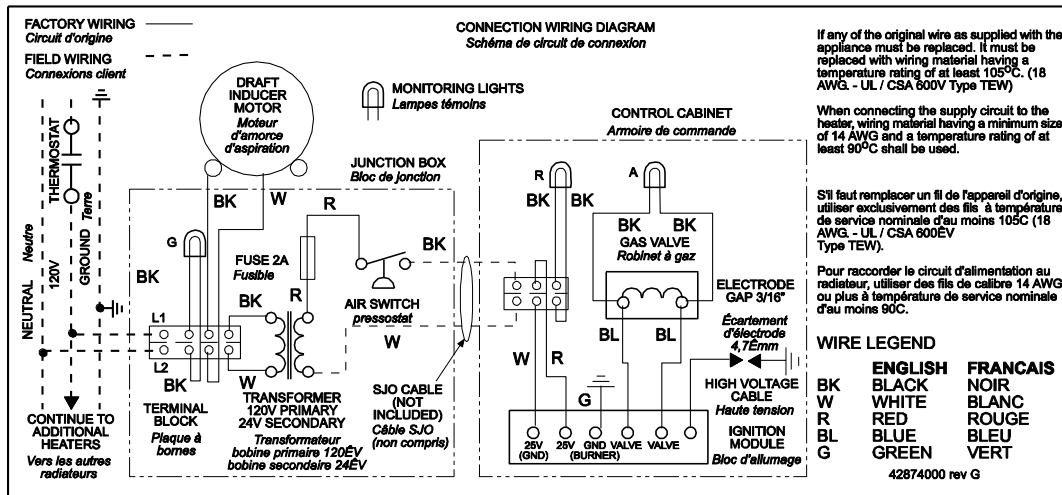 FACTORY WIRING
Circuit d'origine
FIELD WIRING
Connexions client
CONNECTION WIRING DIAGRAM
Schéma de circuit de connexion
DRAFT
INDUCER
MOTOR
Moteur
d'amorce
d'aspiration
MONITORING LIGHTS
Lampes témoins
JUNCTION BOX
Bloc de jonction
CONTROL CABINET
Armoire de commande
THERMOSTAT
NEUTRAL Neutre
120V
GROUND Terre
BK
G
BK
W
R
FUSE 2A
Fusible
BK
R
AIR SWITCH
pressostat
BK
W
L1
L2
BK
W
TERMINAL
BLOCK
Plaque à
bornes
TRANSFORMER
120V PRIMARY
24V SECONDARY
Transformateur
bobine primaire 120ÊV
bobine secondaire 24ÊV
SJO CABLE
(NOT
INCLUDED)
Câble SJO
(non compris)
CONTINUE TO
ADDITIONAL
HEATERS
Vers les autres
radiateurs
R
BK
BK
A
BK
BK
GAS VALVE
Robinet à gaz
BL
BL
W
R
G
ELECTRODE
GAP 3/16"
Écartement
d'électrode
4,7Êmm
HIGH VOLTAGE
CABLE
Haute tension
25V
(GND)
25V
GND
(BURNER)
VALVE
VALVE
IGNITION
MODULE
Bloc d'allumage
If any of the original wire as supplied with the
appliance must be replaced. It must be
replaced with wiring material having a
temperature rating of at least 105ºC. (18
AWG. - UL / CSA 600V Type TEW)
When connecting the supply circuit to the
heater, wiring material having a minimum size
of 14 AWG and a temperature rating of at
least 90ºC shall be used.
S'il faut remplacer un fil de l'appareil d'origine,
utiliser exclusivement des fils à température
de service nominale d'au moins 105C (18
AWG. - UL / CSA 600ÊV
Type TEW).
Pour raccorder le circuit d'alimentation au
radiateur, utiliser des fils de calibre 14 AWG
ou plus à température de service nominale
d'au moins 90C.
WIRE LEGEND
ENGLISH FRANCAIS
BK BLACK NOIR
W WHITE BLANC
R RED ROUGE
BL BLUE BLEU
G GREEN VERT
42874000 rev G